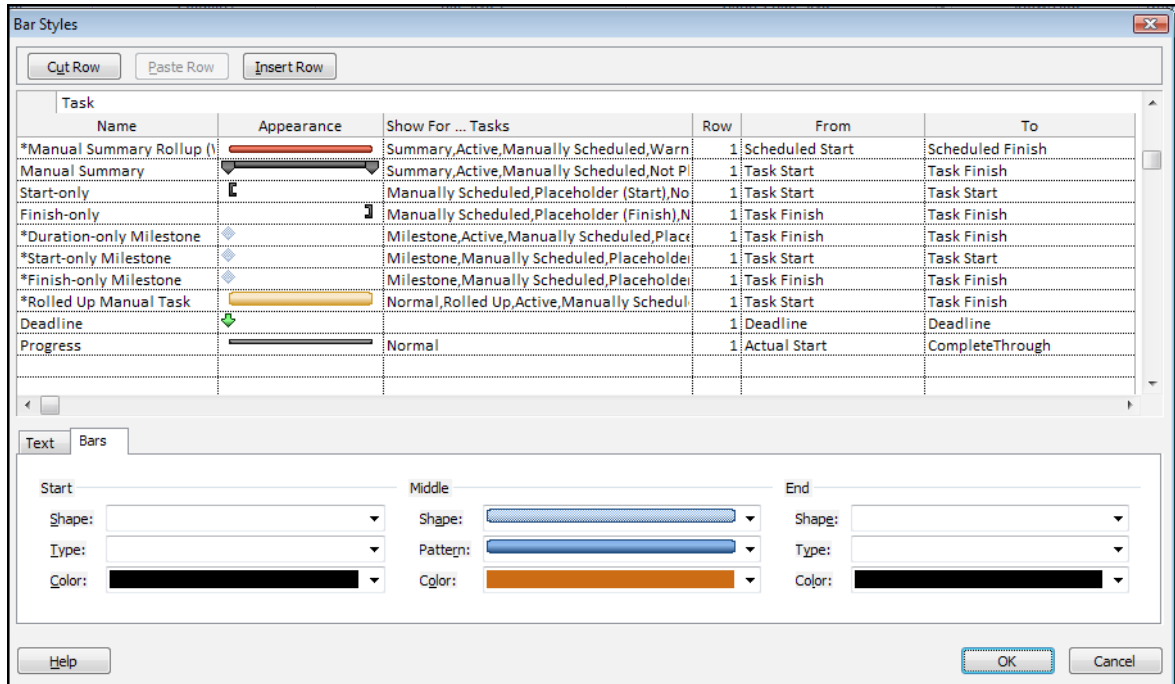 Bar Styles
Cut Row Paste Row Insert Row
Task
Name Appearance Show For ... Tasks Row From To
*Manual Summary Rollup (\ Summary,Active,Manually Scheduled,Warn 1 Scheduled Start Scheduled Finish
Manual Summary Summary,Active,Manually Scheduled,Not Pl 1 Task Start Task Finish
Start-only Manually Scheduled,Placeholder (Start),No 1 Task Start Task Start
Finish-only Manually Scheduled,Placeholder (Finish),N 1 Task Finish Task Finish
*Duration-only Milestone Milestone,Active,Manually Scheduled,Place 1 Task Finish Task Finish
*Start-only Milestone Milestone,Manually Scheduled,Placeholde 1 Task Start Task Start
*Finish-only Milestone Milestone,Manually Scheduled,Placeholde 1 Task Finish Task Finish
*Rolled Up Manual Task Normal,Rolled Up,Active,Manually Schedul 1 Task Start Task Finish
Deadline 1 Deadline Deadline
Progress Normal 1 Actual Start CompleteThrough
Text Bars
Start Middle End
Shape: Shape: Shape:
Type: Pattern: Type:
Color: Color: Color:
Help OK Cancel